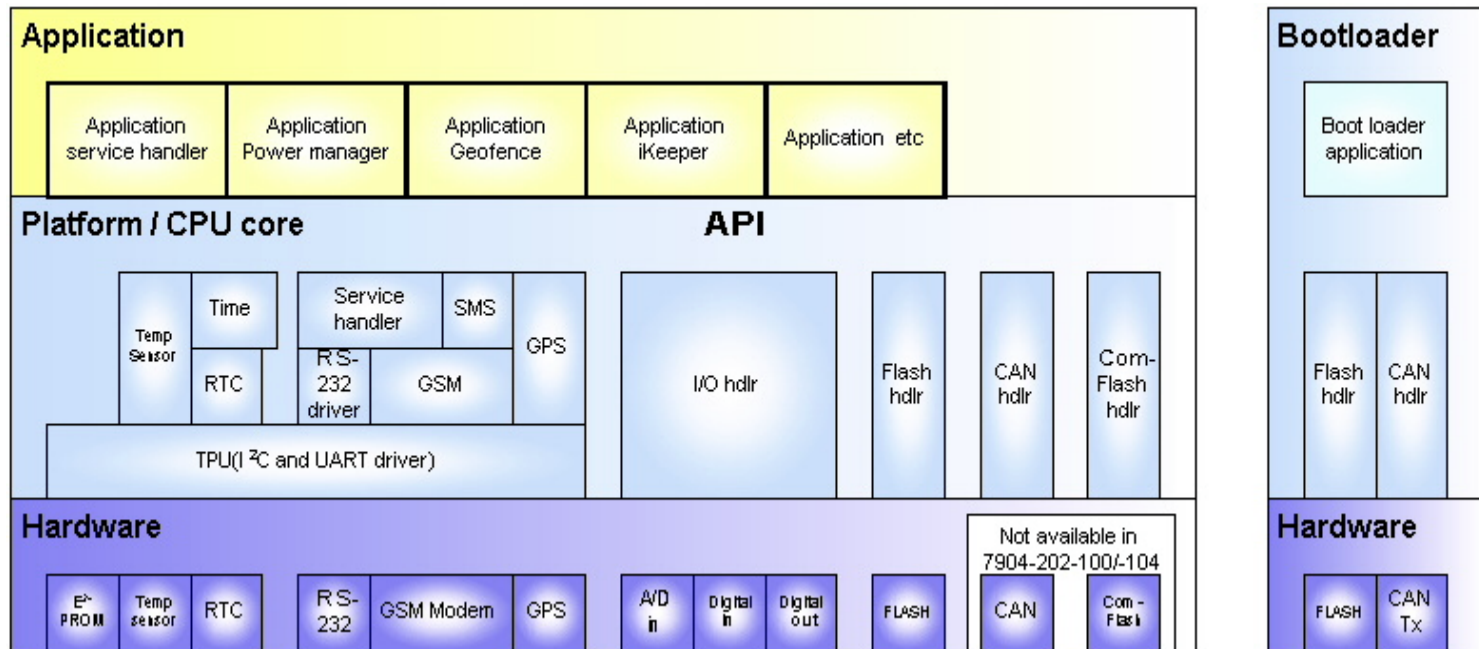 Application
Bootloader
Application
service handler
Application
Power manager
Application
Geofence
Application
iKeeper
Application etc
Boot loader
application
Platform / CPU core
API
Temp
Sensor
Time
RTC
Service
handler
SMS
RS-
232
driver
GSM
GPS
TPU(I ²C and UART driver)
I/O hdlr
Flash
hdlr
CAN
hdlr
Com-
Flash
hdlr
Flash
hdlr
CAN
hdlr
Hardware
Not available in
7904-202-100/-104
Hardware
E²-
PROM
Temp
sensor
RTC
RS-
232
GSM Modem
GPS
A/D
in
Digital
in
Digital
out
FLASH
CAN
Com-
Flash
FLASH
CAN
Tx